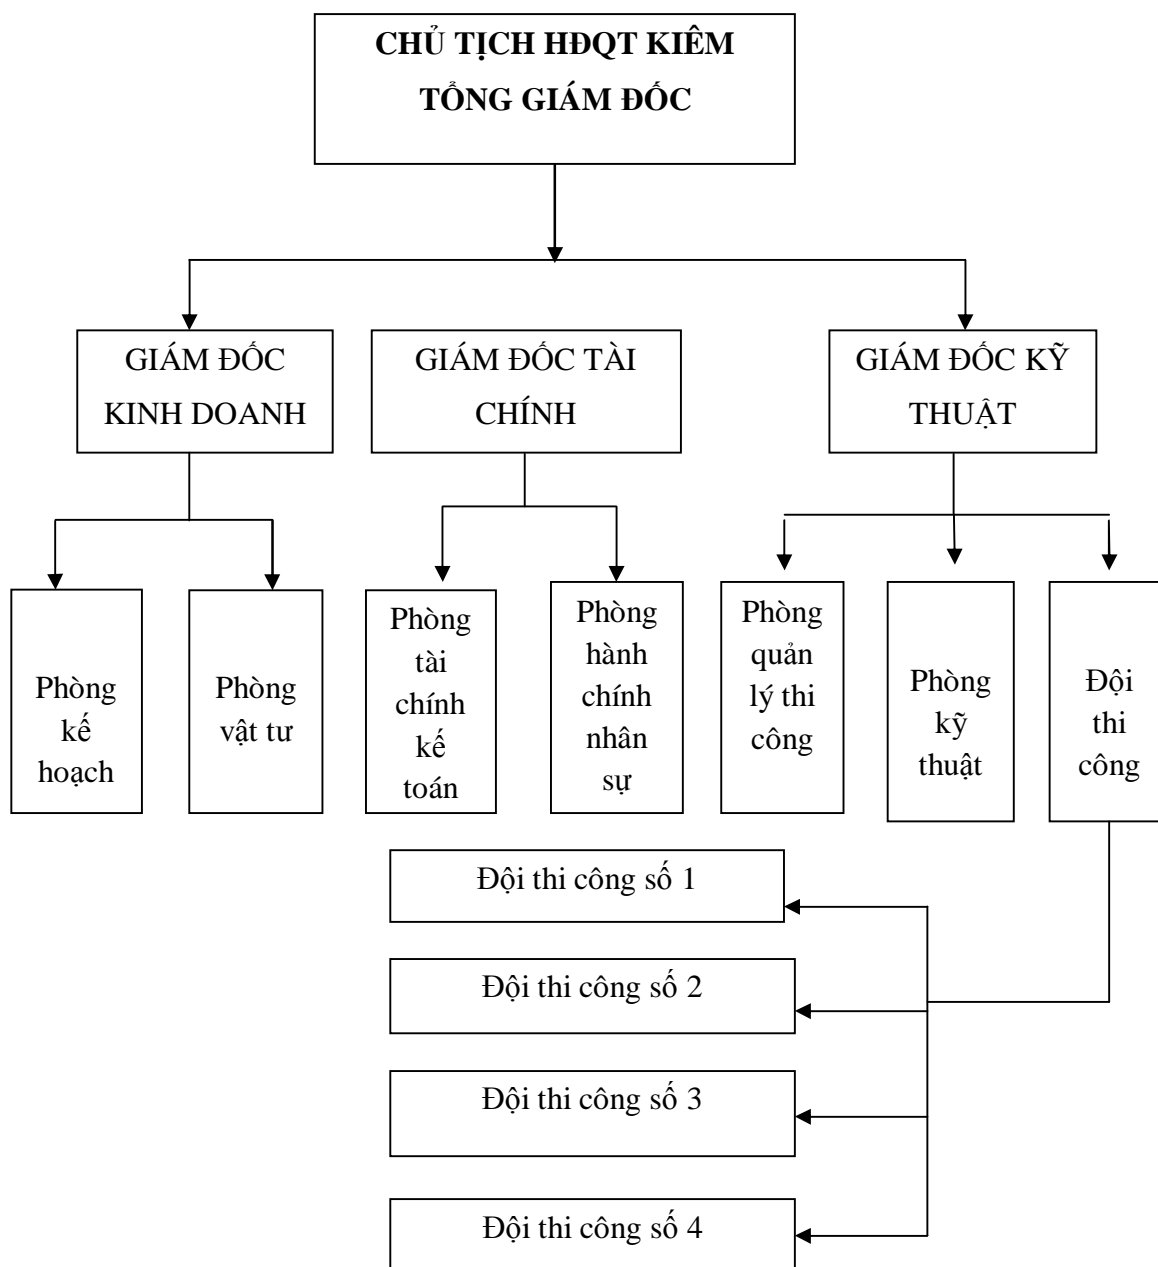 CHỦ TỊCH HĐQT KIÊM
TỔNG GIÁM ĐỐC
GIÁM ĐỐC
KINH DOANH
GIÁM ĐỐC TÀI
CHÍNH
GIÁM ĐỐC KỸ
THUẬT
Phòng
kế
hoạch
Phòng
vật tư
Phòng
tài
chính
kế
toán
Phòng
hành
chính
nhân
sự
Phòng
quản
lý thi
công
Phòng
kỹ
thuật
Đội
thi
công
Đội thi công số 1
Đội thi công số 2
Đội thi công số 3
Đội thi công số 4